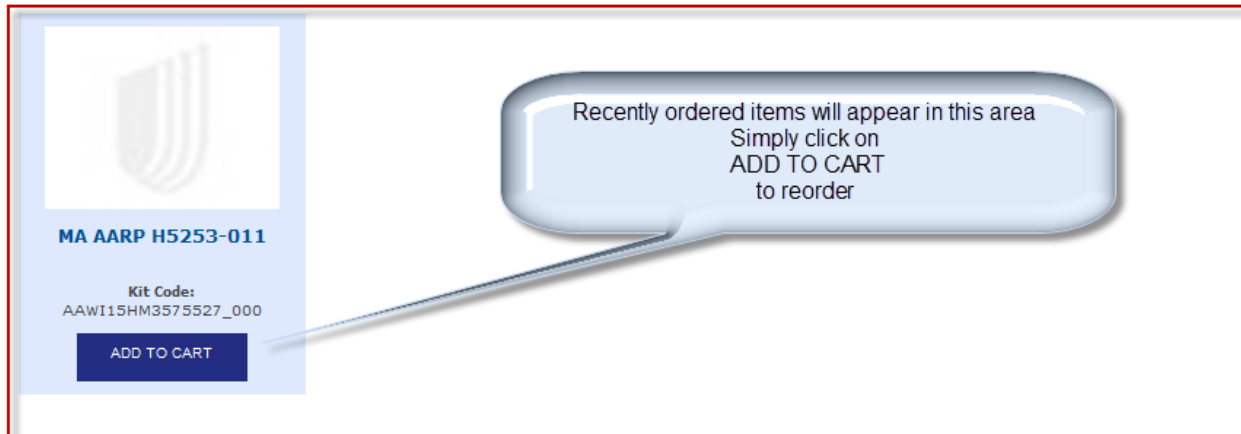 MA AARP H5253-011
Kit Code:
AAWI15HM3575527_000
ADD TO CART
Recently ordered items will appear in this area
Simply click on
ADD TO CART
to reorder